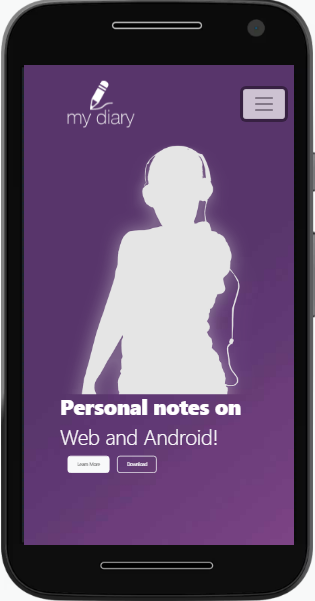 my diary
Personal notes on
Web and Android!
Learn More
Download